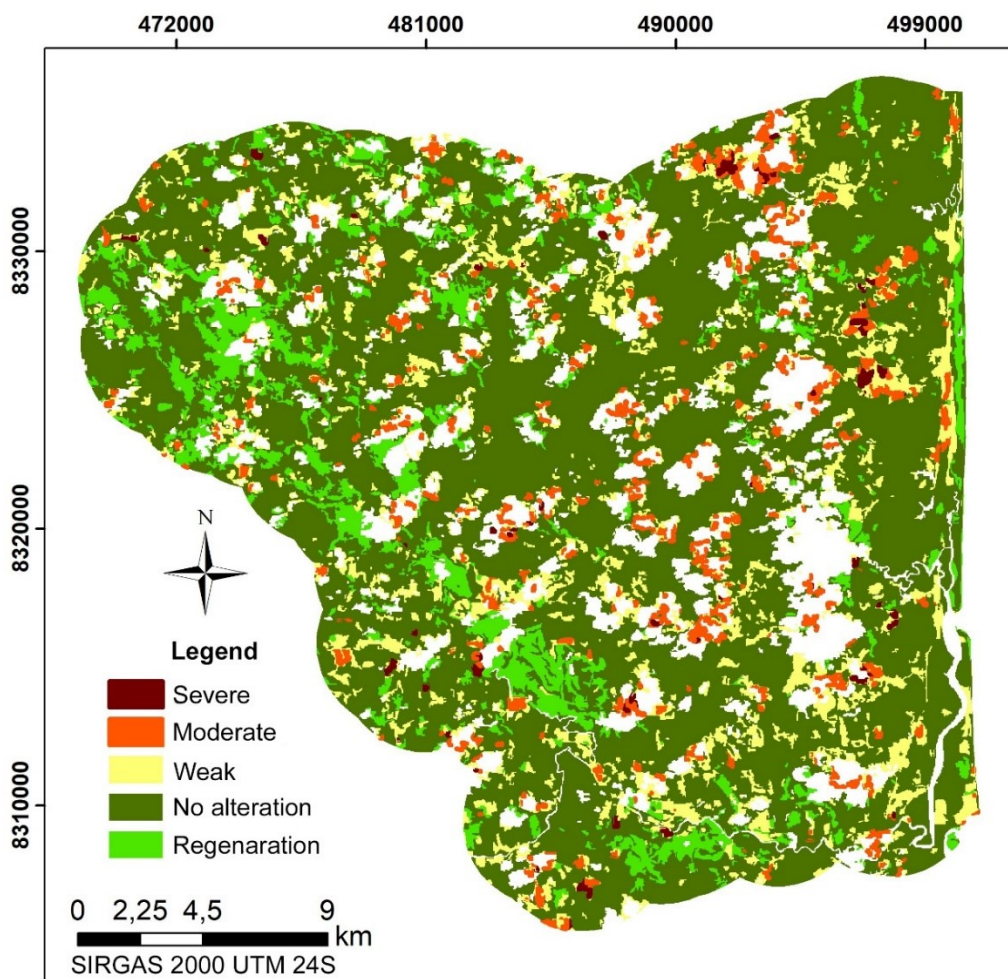 472000 481000 490000 499000
8330000
8320000
8310000
N
Legend
Severe
Moderate
Weak
No alteration
Regenaration
0 2,25 4,5 9
km
SIRGAS 2000 UTM 24S